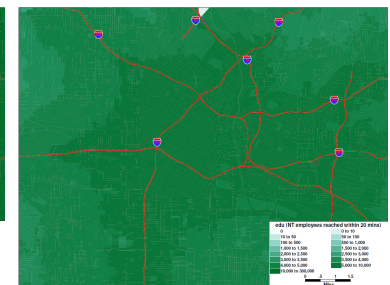 edu (NT employees reached within 20 mins)
0 0 to 10
10 to 50 50 to 100
100 to 500 500 to 1,000
1,000 to 1,500 1,500 to 2,000
2,000 to 2,500 2,500 to 3,000
3,000 to 3,500 3,500 to 4,000
4,000 to 5,000 5,000 to 10,000
10,000 to 300,000
0 .5 1 1.5
Miles